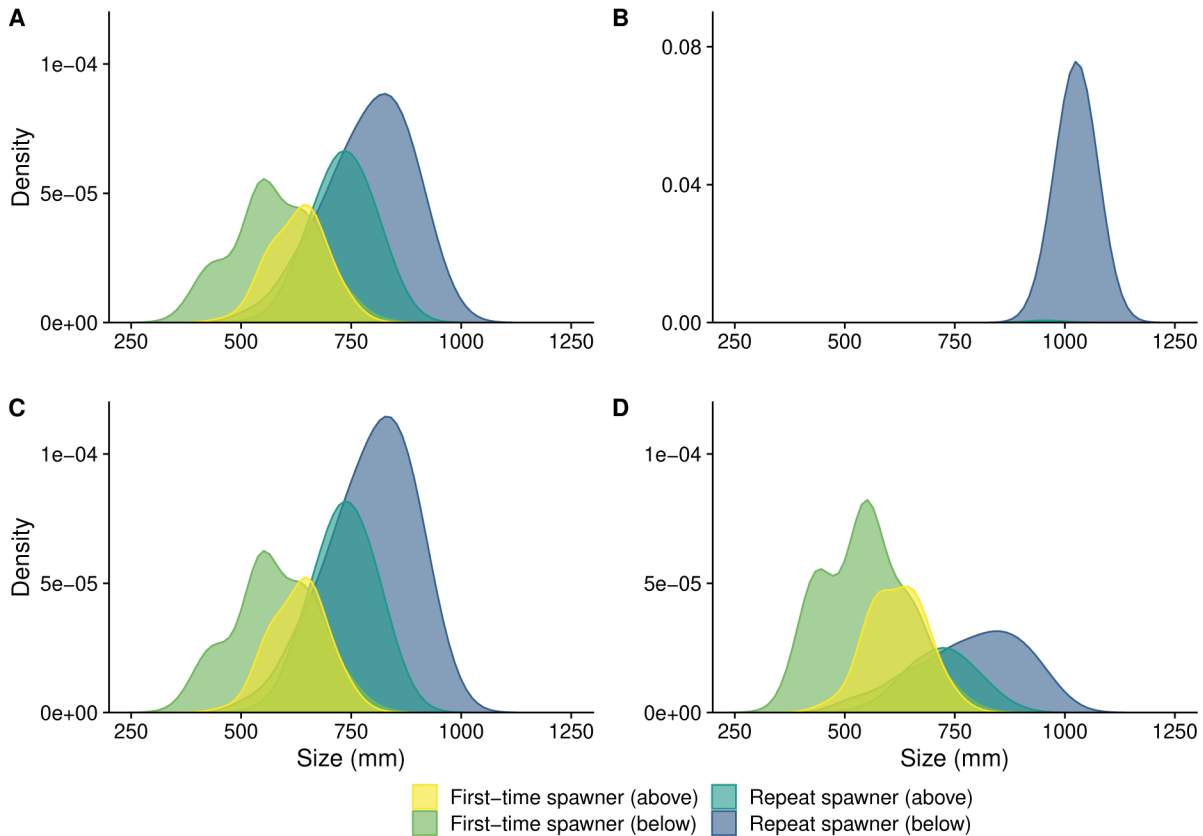 A
B
1e−04
5e−05
0e+00
Density
250 500 750 1000 1250
0.08
0.04
0.00
250 500 750 1000 1250
C
D
1e−04
5e−05
0e+00
Density
250 500 750 1000 1250
Size (mm)
1e−04
5e−05
0e+00
250 500 750 1000 1250
Size (mm)
First−time spawner (above)
Repeat spawner (above)
First−time spawner (below)
Repeat spawner (below)